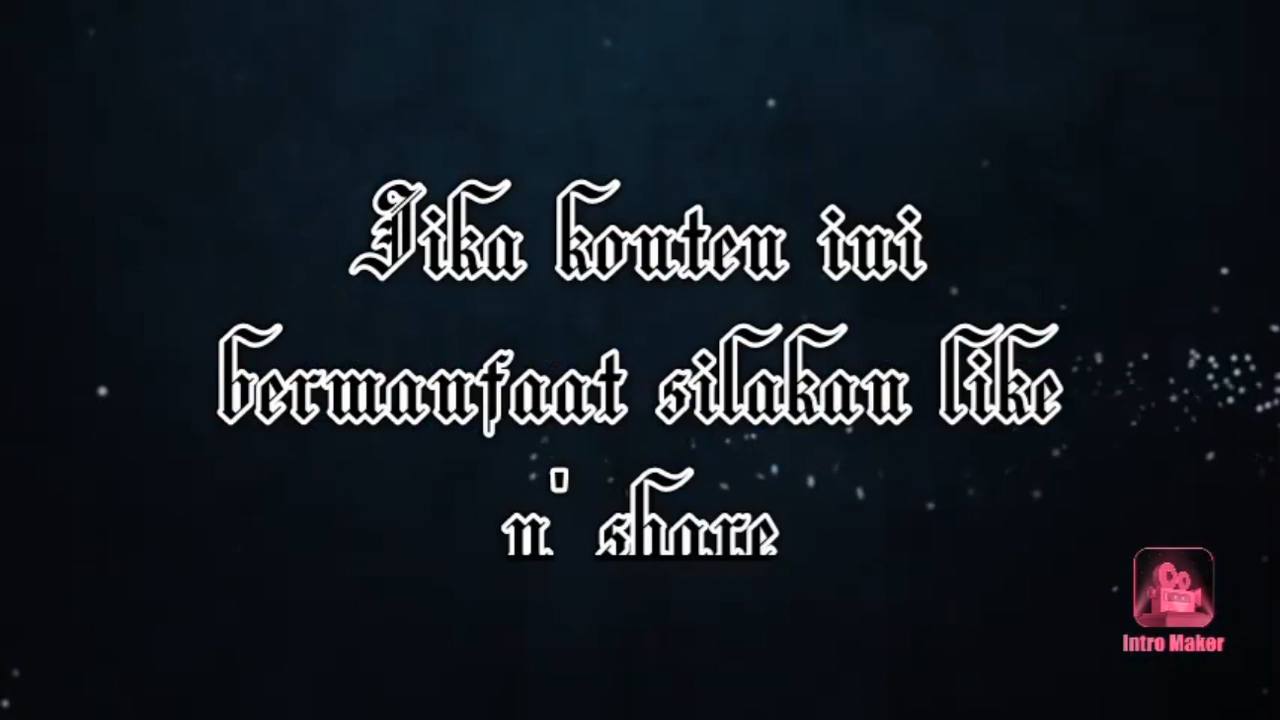 Jika konten ini
bermanfaat silakan like
n' share
Intro Maker